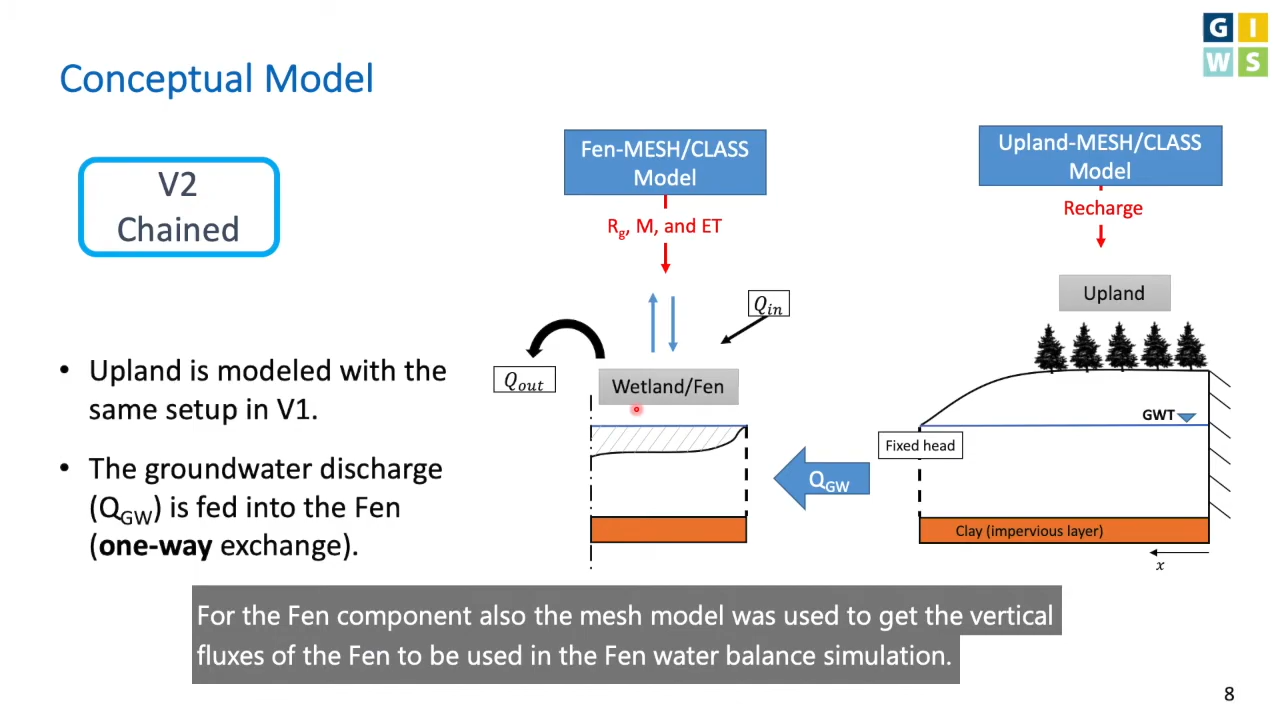 G I
W S
Conceptual Model
V2
Chained
Fen-MESH/CLASS
Model
Upland-MESH/CLASS
Model
Rg, M, and ET
Recharge
Upland
Qin
Qout
Wetland/Fen
GWT
Fixed head
QGW
Clay (impervious layer)
x
• Upland is modeled with the
same setup in V1.
• The groundwater discharge
(QGW) is fed into the Fen
(one-way exchange).
For the Fen component also the mesh model was used to get the vertical
fluxes of the Fen to be used in the Fen water balance simulation.
8